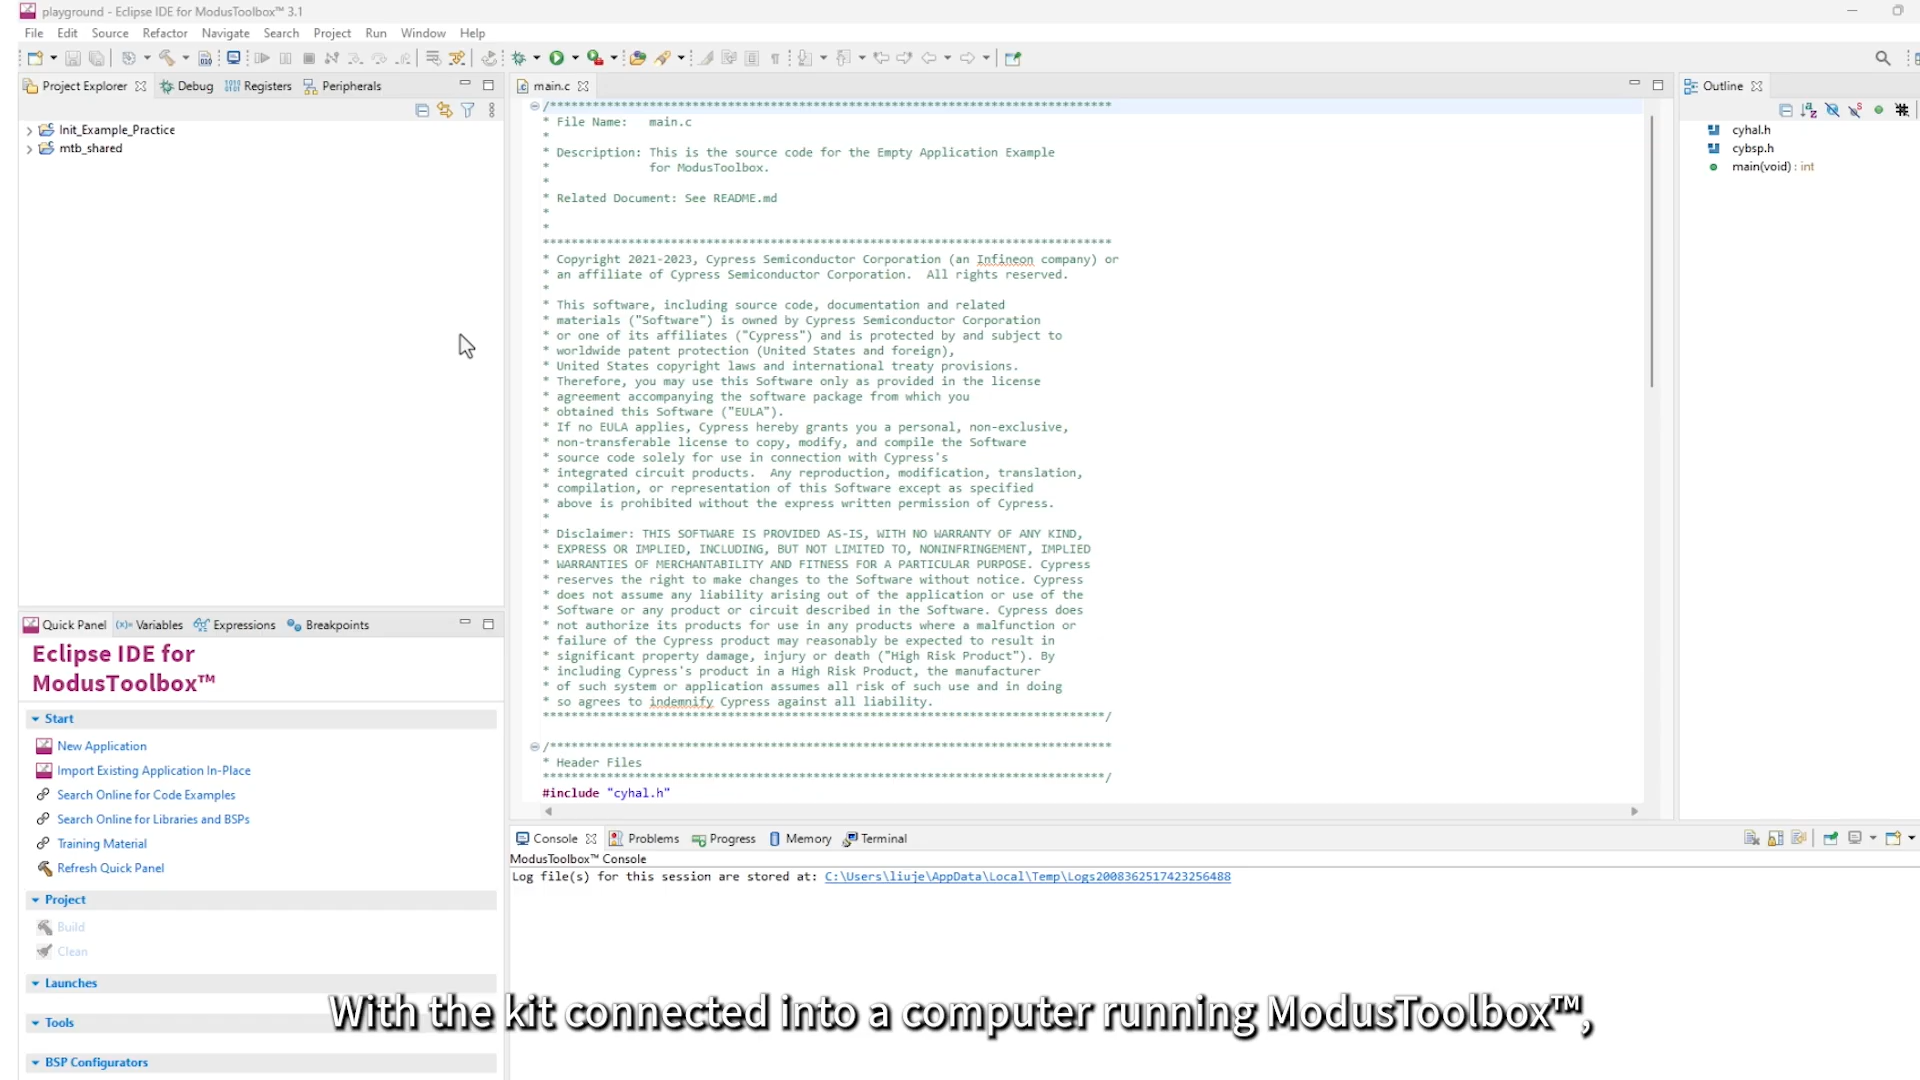 playground - Eclipse IDE for ModusToolbox™ 3.1
File Edit Source Refactor Navigate Search Project Run Window Help
Project Explorer Debug Registers Peripherals
Init_Example_Practice
mtb_shared
main.c
/*******************************************************************************
* File Name:   main.c
*
* Description: This is the source code for the Empty Application Example
*              for ModusToolbox.
*
* Related Document: See README.md
*
*
********************************************************************************
* Copyright 2021-2023, Cypress Semiconductor Corporation (an Infineon company) or
* an affiliate of Cypress Semiconductor Corporation.  All rights reserved.
*
* This software, including source code, documentation and related
* materials ("Software") is owned by Cypress Semiconductor Corporation
* or one of its affiliates ("Cypress") and is protected by and subject to
* worldwide patent protection (United States and foreign),
* United States copyright laws and international treaty provisions.
* Therefore, you may use this Software only as provided in the license
* agreement accompanying the software package from which you
* obtained this Software ("EULA").
* If no EULA applies, Cypress hereby grants you a personal, non-exclusive,
* non-transferable license to copy, modify, and compile the Software
* source code solely for use in connection with Cypress's
* integrated circuit products.  Any reproduction, modification, translation,
* compilation, or representation of this Software except as specified
* above is prohibited without the express written permission of Cypress.
*
* Disclaimer: THIS SOFTWARE IS PROVIDED AS-IS, WITH NO WARRANTY OF ANY KIND,
* EXPRESS OR IMPLIED, INCLUDING, BUT NOT LIMITED TO, NONINFRINGEMENT, IMPLIED
* WARRANTIES OF MERCHANTABILITY AND FITNESS FOR A PARTICULAR PURPOSE. Cypress
* reserves the right to make changes to the Software without notice. Cypress
* does not assume any liability arising out of the application or use of the
* Software or any product or circuit described in the Software. Cypress does
* not authorize its products for use in any products where a malfunction or
* failure of the Cypress product may reasonably be expected to result in
* significant property damage, injury or death ("High Risk Product"). By
* including Cypress's product in a High Risk Product, the manufacturer
* of such system or application assumes all risk of such use and in doing
* so agrees to indemnify Cypress against all liability.
*******************************************************************************/
/*******************************************************************************
* Header Files
*******************************************************************************/
#include "cyhal.h"
Outline
cyhal.h
cybsp.h
main(void) : int
Quick Panel (x)= Variables Expressions Breakpoints
Eclipse IDE for
ModusToolbox™
Start
New Application
Import Existing Application In-Place
Search Online for Code Examples
Search Online for Libraries and BSPs
Training Material
Refresh Quick Panel
Project
Build
Clean
Launches
Tools
BSP Configurators
Console Problems Progress Memory Terminal
ModusToolbox™ Console
Log file(s) for this session are stored at: C:\Users\liuje\AppData\Local\Temp\Logs2008362517423256488
With the kit connected into a computer running ModusToolbox™,